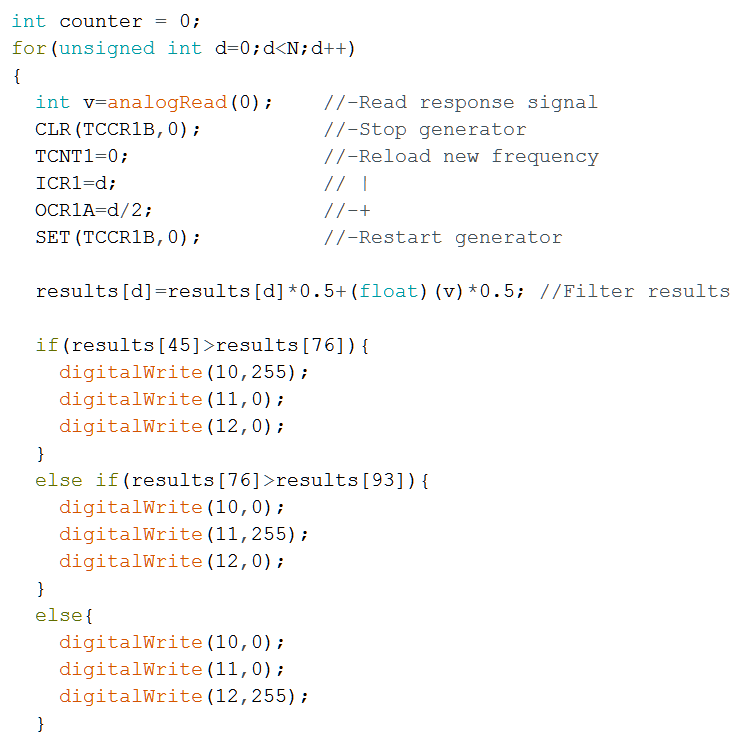 int counter = 0;
for(unsigned int d=0;d<N;d++)
{
  int v=analogRead(0);    //-Read response signal
  CLR(TCCR1B,0);          //-Stop generator
  TCNT1=0;                //-Reload new frequency
  ICR1=d;                 // |
  OCR1A=d/2;              //-+
  SET(TCCR1B,0);          //-Restart generator

  results[d]=results[d]*0.5+(float)(v)*0.5; //Filter results

  if(results[45]>results[76]){
    digitalWrite(10,255);
    digitalWrite(11,0);
    digitalWrite(12,0);
  }
  else if(results[76]>results[93]){
    digitalWrite(10,0);
    digitalWrite(11,255);
    digitalWrite(12,0);
  }
  else{
    digitalWrite(10,0);
    digitalWrite(11,0);
    digitalWrite(12,255);
  }